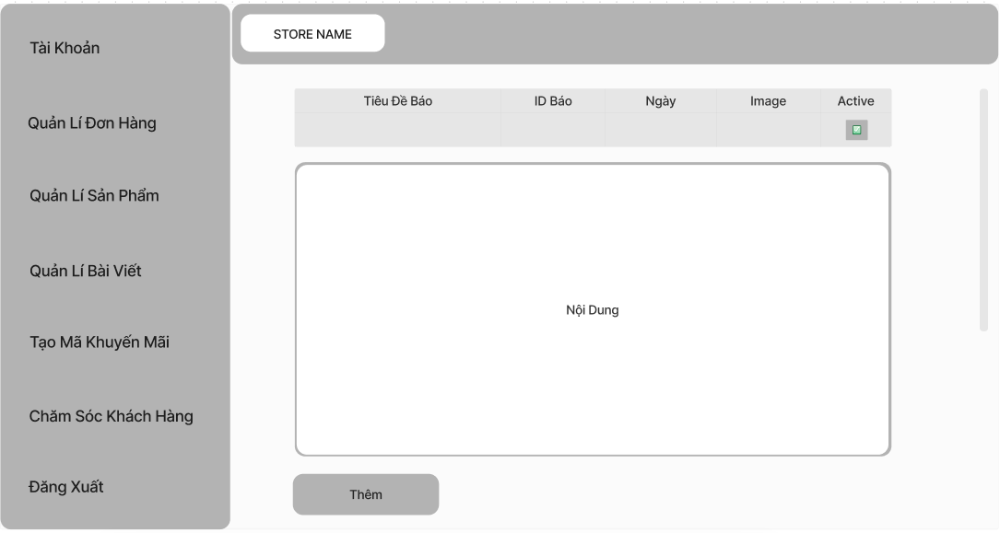 Tài Khoản
Quản Lí Đơn Hàng
Quản Lí Sản Phẩm
Quản Lí Bài Viết
Tạo Mã Khuyến Mãi
Chăm Sóc Khách Hàng
Đăng Xuất
STORE NAME
Tiêu Đề Báo ID Báo Ngày Image Active
Nội Dung
Thêm